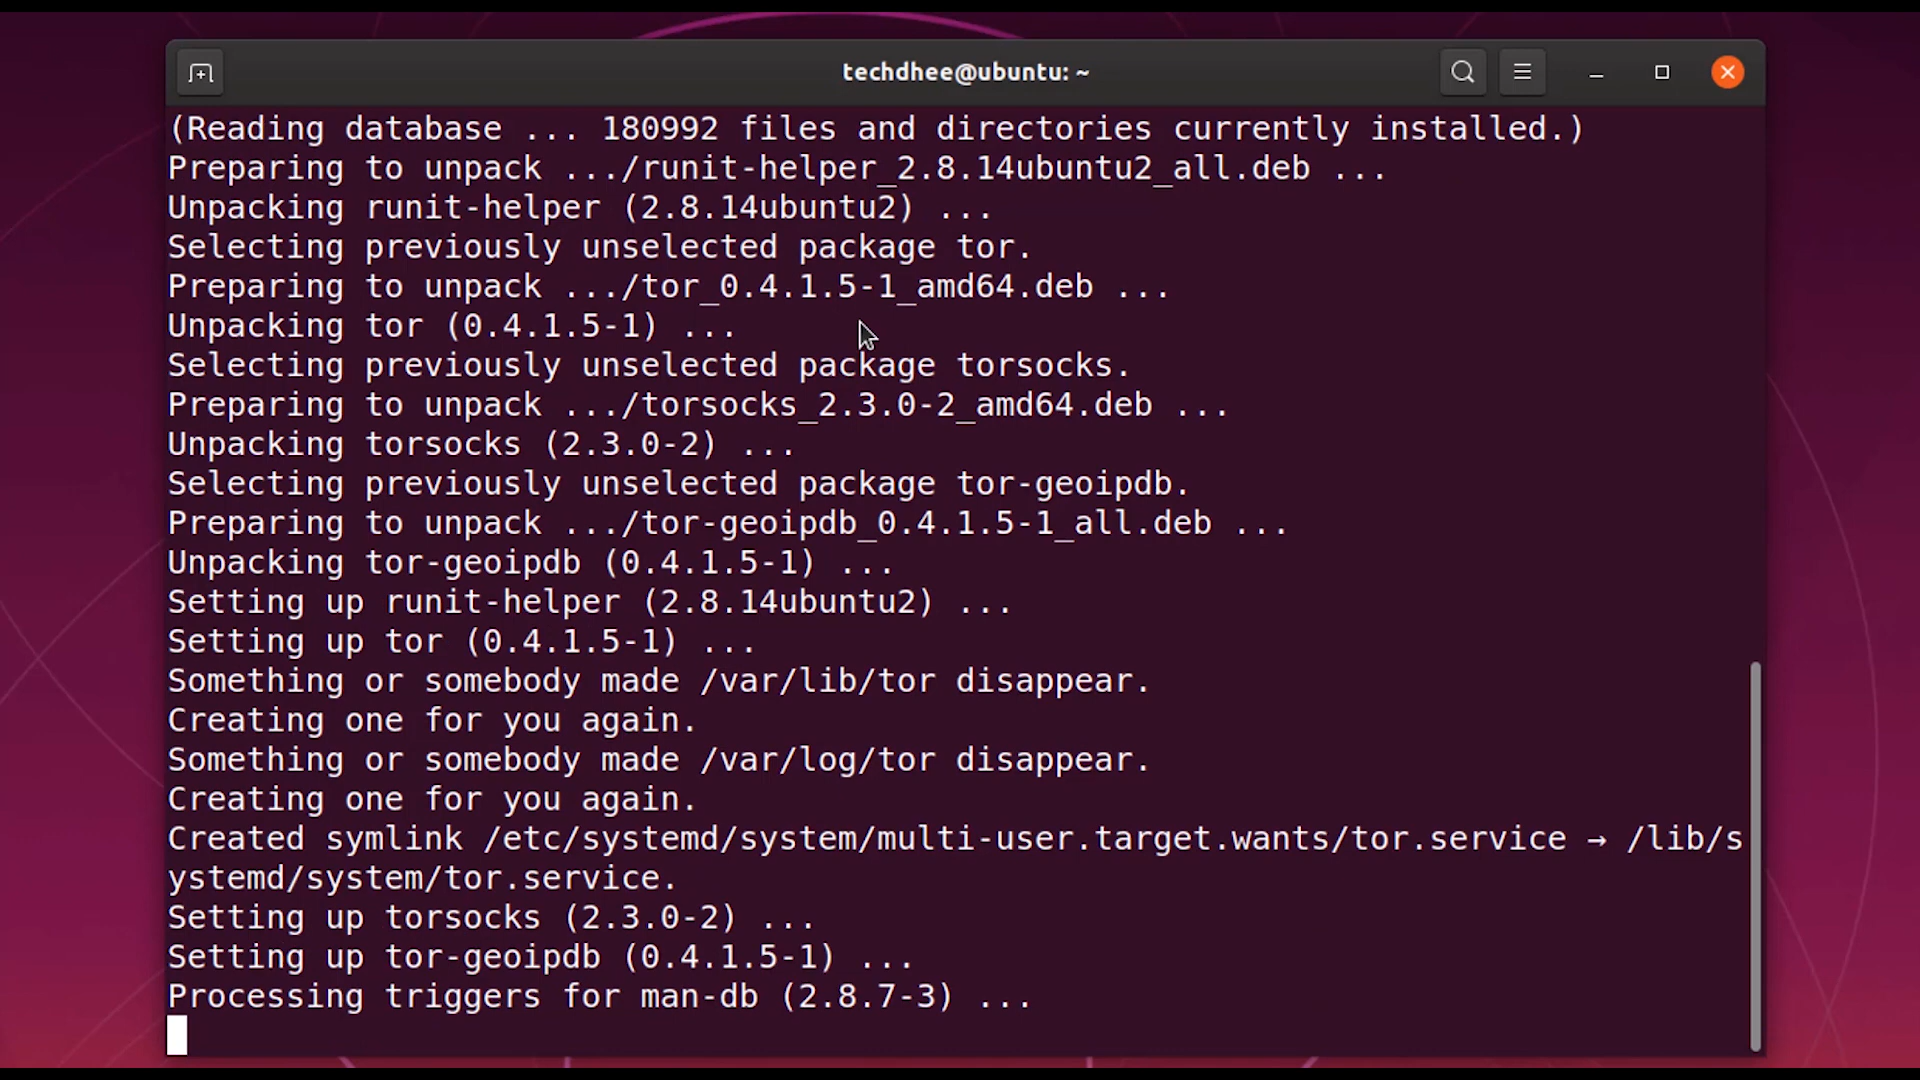 techdhee@ubuntu: ~
(Reading database ... 180992 files and directories currently installed.)
Preparing to unpack .../runit-helper_2.8.14ubuntu2_all.deb ...
Unpacking runit-helper (2.8.14ubuntu2) ...
Selecting previously unselected package tor.
Preparing to unpack .../tor_0.4.1.5-1_amd64.deb ...
Unpacking tor (0.4.1.5-1) ...
Selecting previously unselected package torsocks.
Preparing to unpack .../torsocks_2.3.0-2_amd64.deb ...
Unpacking torsocks (2.3.0-2) ...
Selecting previously unselected package tor-geoipdb.
Preparing to unpack .../tor-geoipdb_0.4.1.5-1_all.deb ...
Unpacking tor-geoipdb (0.4.1.5-1) ...
Setting up runit-helper (2.8.14ubuntu2) ...
Setting up tor (0.4.1.5-1) ...
Something or somebody made /var/lib/tor disappear.
Creating one for you again.
Something or somebody made /var/log/tor disappear.
Creating one for you again.
Created symlink /etc/systemd/system/multi-user.target.wants/tor.service → /lib/s
ystemd/system/tor.service.
Setting up torsocks (2.3.0-2) ...
Setting up tor-geoipdb (0.4.1.5-1) ...
Processing triggers for man-db (2.8.7-3) ...